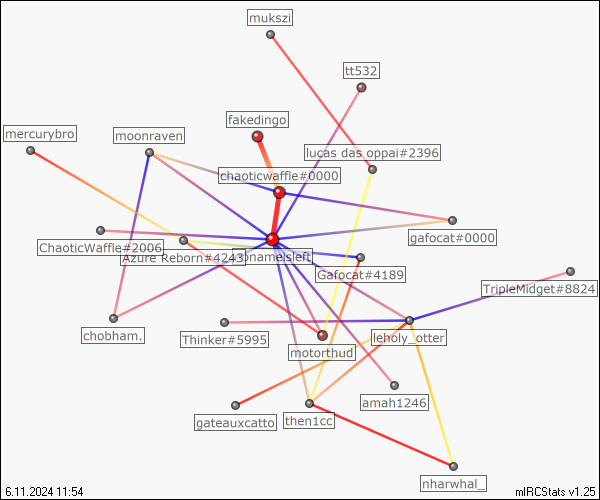 mukszi
tt532
fakedingo
mercurybro
moonraven
lucas das oppai#2396
chaoticwaffle#0000
gafocat#0000
ChaoticWaffle#2006
Azure Reborn#4243
onameisleft
Gafocat#4189
TripleMidget#8824
chobham.
Thinker#5995
leholy_otter
motorthud
amah1246
gateauxcatto
then1cc
nharwhal_
6.11.2024 11:54
mIRCStats v1.25